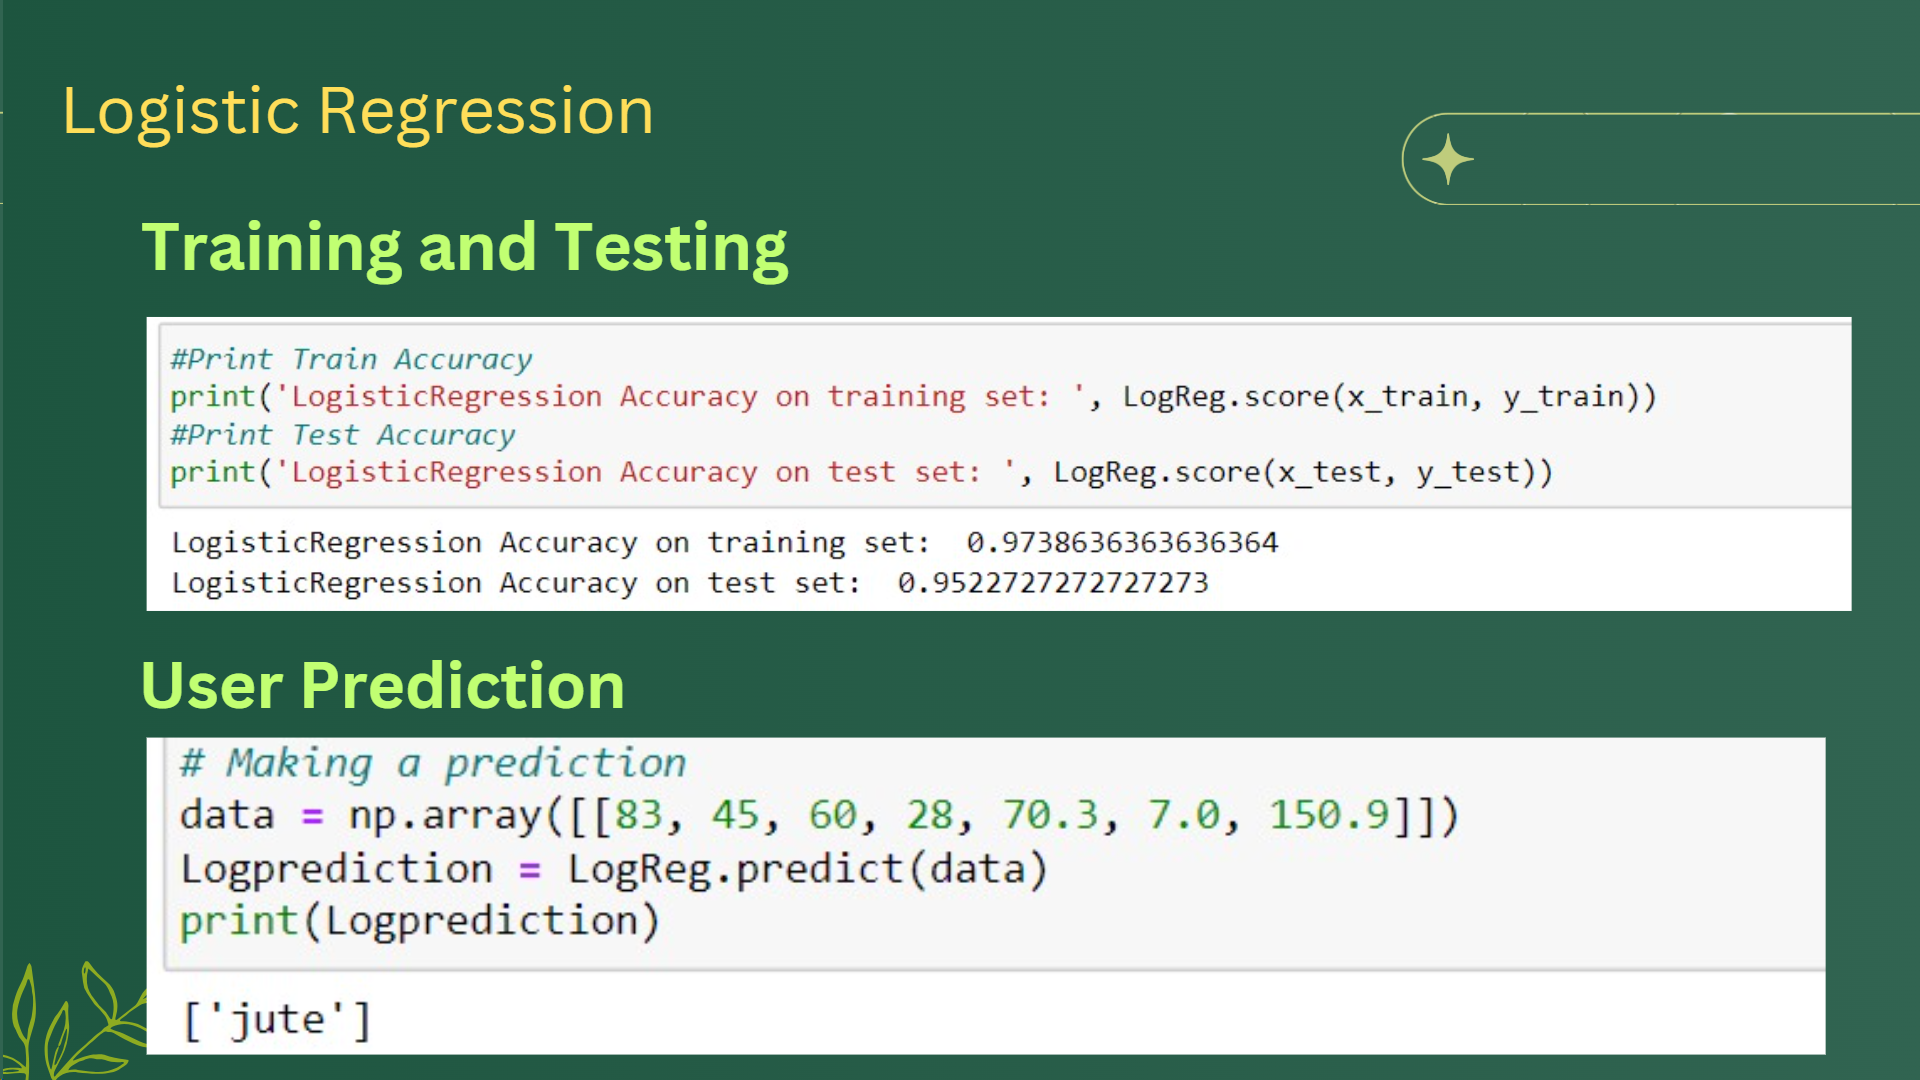 Logistic Regression
Training and Testing
#Print Train Accuracy
print('LogisticRegression Accuracy on training set: ', LogReg.score(x_train, y_train))
#Print Test Accuracy
print('LogisticRegression Accuracy on test set: ', LogReg.score(x_test, y_test))
LogisticRegression Accuracy on training set:  0.9738636363636364
LogisticRegression Accuracy on test set:  0.9522727272727273
User Prediction
# Making a prediction
data = np.array([[83, 45, 60, 28, 70.3, 7.0, 150.9]])
Logprediction = LogReg.predict(data)
print(Logprediction)
['jute']